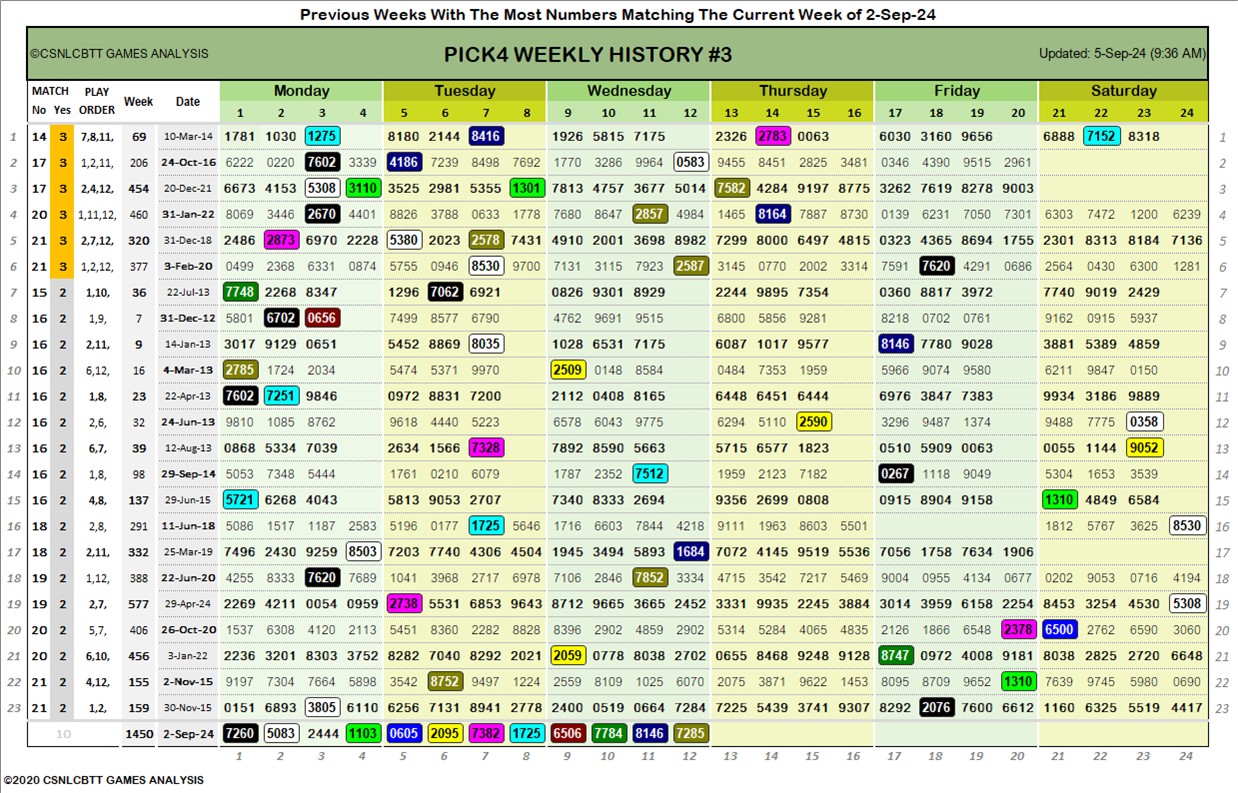 Previous Weeks With The Most Numbers Matching The Current Week of 2-Sep-24
©CSNLCBTT GAMES ANALYSIS PICK4 WEEKLY HISTORY #3 Updated: 5-Sep-24 (9:36 AM)
MATCH PLAY Week Date Monday Tuesday Wednesday Thursday Friday Saturday
No Yes ORDER 1 2 3 4 5 6 7 8 9 10 11 12 13 14 15 16 17 18 19 20 21 22 23 24
1 14 3 7,8,11, 69 10-Mar-14 1781 1030 1275 8180 2144 8416 1926 5815 7175 2326 2783 0063 6030 3160 9656 6888 7152 8318 1
2 17 3 1,2,11, 206 24-Oct-16 6222 0220 7602 3339 4186 7239 8498 7692 1770 3286 9964 0583 9455 8451 2825 3481 0346 4390 9515 2961 2
3 17 3 2,4,12, 454 20-Dec-21 6673 4153 5308 3110 3525 2981 5355 1301 7813 4757 3677 5014 7582 4284 9197 8775 3262 7619 8278 9003 3
4 20 3 1,11,12, 460 31-Jan-22 8069 3446 2670 4401 8826 3788 0633 1778 7680 8647 2857 4984 1465 8164 7887 8730 0139 6231 7050 7301 6303 7472 1200 6239 4
5 21 3 2,7,12, 320 31-Dec-18 2486 2873 6970 2228 5380 2023 2578 7431 4910 2001 3698 8982 7299 8000 6497 4815 0323 4365 8694 1755 2301 8313 8184 7136 5
6 21 3 1,2,12, 377 3-Feb-20 0499 2368 6331 0874 5755 0946 8530 9700 7131 3115 7923 2587 3145 0770 2002 3314 7591 7620 4291 0686 2564 0430 6300 1281 6
7 15 2 1,10, 36 22-Jul-13 7748 2268 8347 1296 7062 6921 0826 9301 8929 2244 9895 7354 0360 8817 3972 7740 9019 2429 7
8 16 2 1,9, 7 31-Dec-12 5801 6702 0656 7499 8577 6790 4762 9691 9515 6800 5856 9281 8218 0702 0761 9162 0915 5937 8
9 16 2 2,11, 9 14-Jan-13 3017 9129 0651 5452 8869 8035 1028 6531 7175 6087 1017 9577 8146 7780 9028 3881 5389 4859 9
10 16 2 6,12, 16 4-Mar-13 2785 1724 2034 5474 5371 9970 2509 0148 8584 0484 7353 1959 5966 9074 9580 6211 9847 0150 10
11 16 2 1,8, 23 22-Apr-13 7602 7251 9846 0972 8831 7200 2112 0408 8165 6448 6451 6444 6976 3847 7383 9934 3186 9889 11
12 16 2 2,6, 32 24-Jun-13 9810 1085 8762 9618 4440 5223 6578 6043 9775 6294 5110 2590 3296 9487 1374 9488 7775 0358 12
13 16 2 6,7, 39 12-Aug-13 0868 5334 7039 2634 1566 7328 7892 8590 5663 5715 6577 1823 0510 5909 0063 0055 1144 9052 13
14 16 2 1,8, 98 29-Sep-14 5053 7348 5444 1761 0210 6079 1787 2352 7512 1959 2123 7182 0267 1118 9049 5304 1653 3539 14
15 16 2 4,8, 137 29-Jun-15 5721 6268 4043 5813 9053 2707 7340 8333 2694 9356 2699 0808 0915 8904 9158 1310 4849 6584 15
16 18 2 2,8, 291 11-Jun-18 5086 1517 1187 2583 5196 0177 1725 5646 1716 6603 7844 4218 9111 1963 8603 5501 1812 5767 3625 8530 16
17 18 2 2,11, 332 25-Mar-19 7496 2430 9259 8503 7203 7740 4306 4504 1945 3494 5893 1684 7072 4145 9519 5536 7056 1758 7634 1906 17
18 19 2 1,12, 388 22-Jun-20 4255 8333 7620 7689 1041 3968 2717 6978 7106 2846 7852 3334 4715 3542 7217 5469 9004 0955 4134 0677 0202 9053 0716 4194 18
19 19 2 2,7, 577 29-Apr-24 2269 4211 0054 0959 2738 5531 6853 9643 8712 9665 3665 2452 3331 9935 2245 3884 3014 3959 6158 2254 8453 3254 4530 5308 19
20 20 2 5,7, 406 26-Oct-20 1537 6308 4120 2113 5451 8360 2282 8828 8396 2902 4859 2902 5314 5284 4065 4835 2126 1866 6548 2378 6500 2762 6590 3060 20
21 20 2 6,10, 456 3-Jan-22 2236 3201 8303 3752 8282 7040 8292 2021 2059 0778 8038 2702 0655 8468 9248 9128 8747 0972 4008 9181 8038 2825 2720 6648 21
22 21 2 4,12, 155 2-Nov-15 9197 7304 7664 5898 3542 8752 9497 1224 2559 8109 1025 6070 2075 3871 9622 1453 8095 8709 9652 1310 7639 9745 5980 0690 22
23 21 2 1,2, 159 30-Nov-15 0151 6893 3805 6110 6256 7131 8941 2778 2400 0519 0664 7284 7225 5439 3741 9307 8292 2076 7600 6612 1160 6325 5519 4417 23
10 1450 2-Sep-24 7260 5083 2444 1103 0605 2095 7382 1725 6506 7784 8146 7285
1 2 3 4 5 6 7 8 9 10 11 12 13 14 15 16 17 18 19 20 21 22 23 24
©2020 CSNLCBTT GAMES ANALYSIS